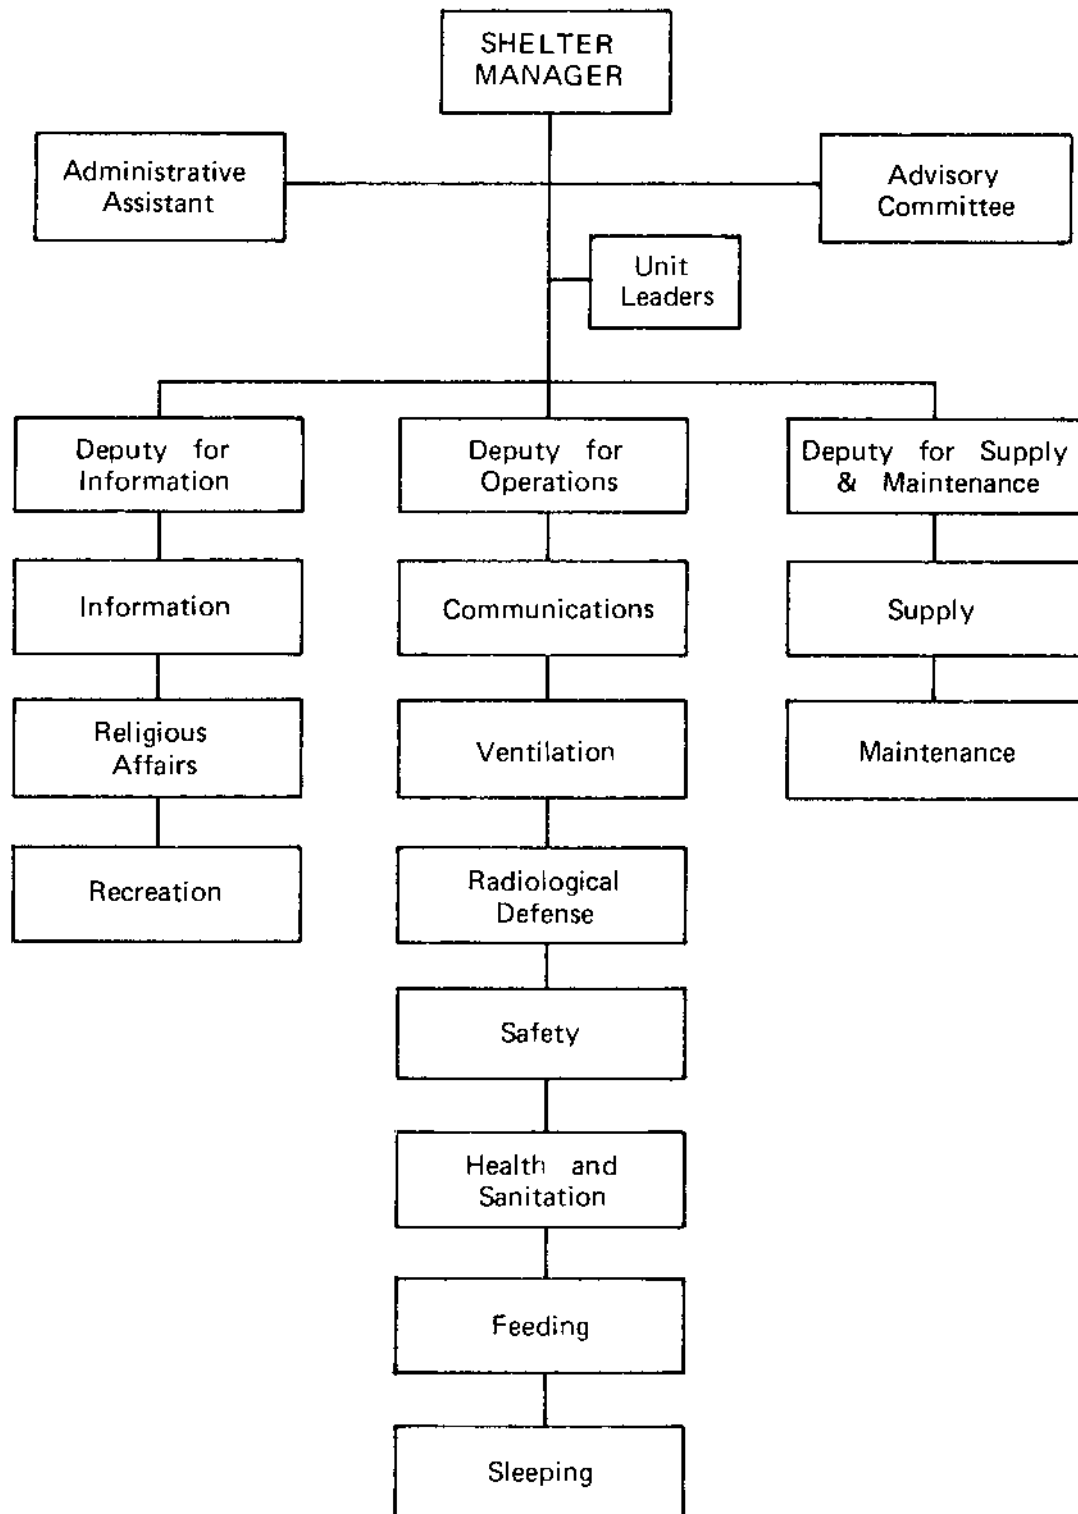 SHELTER
MANAGER
Administrative
Assistant
Advisory
Committee
Unit
Leaders
Deputy for
Information
Deputy for
Operations
Deputy for Supply
& Maintenance
Information
Communications
Supply
Religious
Affairs
Ventilation
Maintenance
Recreation
Radiological
Defense
Safety
Health and
Sanitation
Feeding
Sleeping